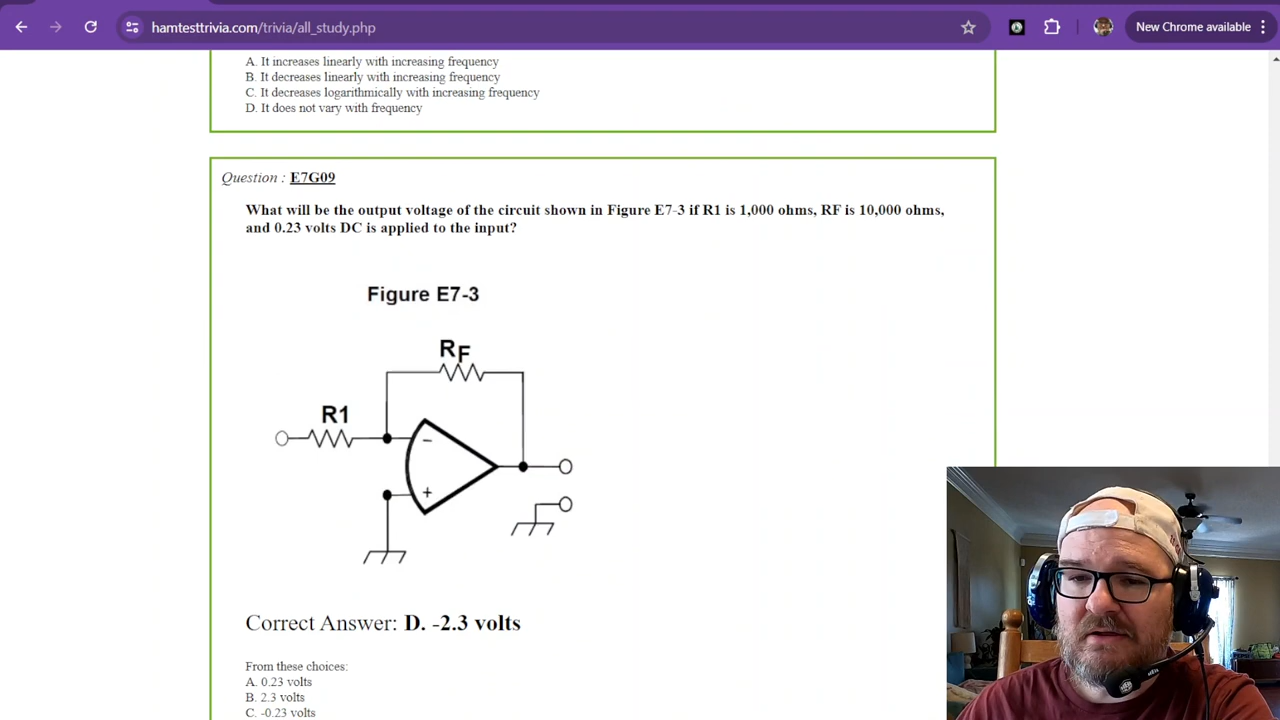 hamtesttrivia.com/trivia/all_study.php
New Chrome available
A. It increases linearly with increasing frequency
B. It decreases linearly with increasing frequency
C. It decreases logarithmically with increasing frequency
D. It does not vary with frequency
Question : E7G09
What will be the output voltage of the circuit shown in Figure E7-3 if R1 is 1,000 ohms, RF is 10,000 ohms,
and 0.23 volts DC is applied to the input?
Figure E7-3
RF
R1
−
+
Correct Answer: D. -2.3 volts
From these choices:
A. 0.23 volts
B. 2.3 volts
C. -0.23 volts